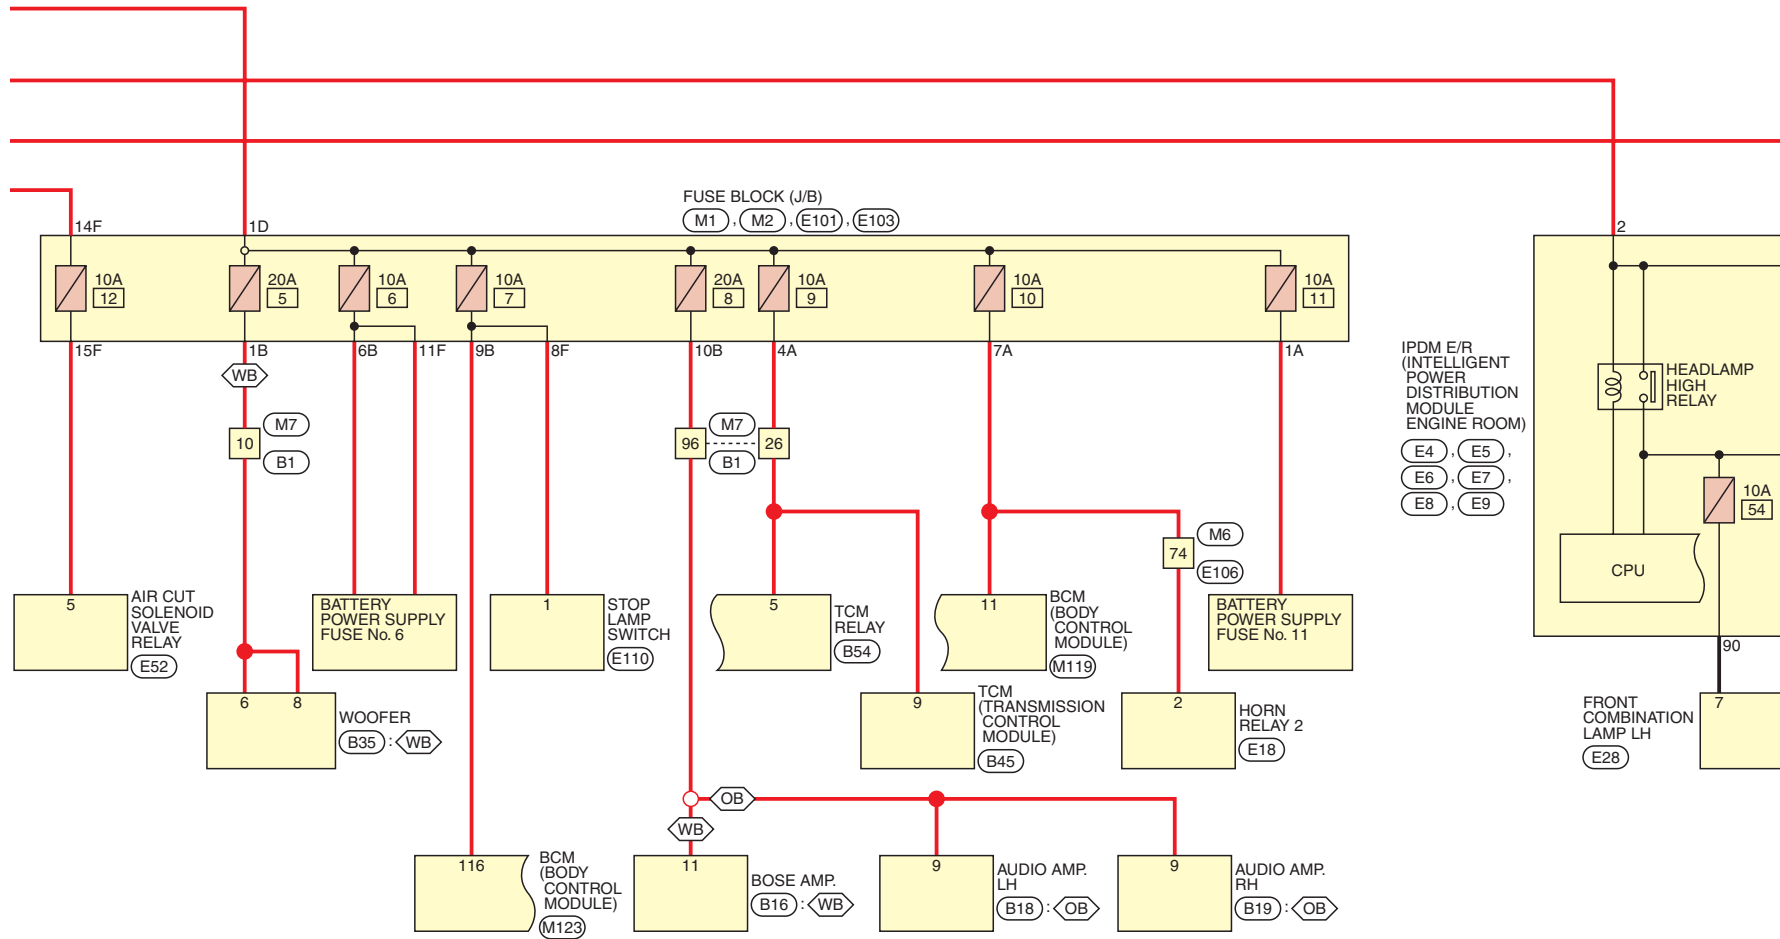 FUSE BLOCK (J/B)
M1 , M2 , E101 , E103
14F
1D
2
10A
12
20A
5
10A
6
10A
7
20A
8
10A
9
10A
10
10A
11
15F
1B
6B
11F
9B
8F
10B
4A
7A
1A
WB
M7
10
B1
M7
96
26
B1
M6
74
E106
IPDM E/R
(INTELLIGENT
POWER
DISTRIBUTION
MODULE
ENGINE ROOM)
E4 , E5 ,
E6 , E7 ,
E8 , E9
HEADLAMP
HIGH
RELAY
10A
54
CPU
90
5
AIR CUT
SOLENOID
VALVE
RELAY
E52
BATTERY
POWER SUPPLY
FUSE No. 6
1
STOP
LAMP
SWITCH
E110
5
TCM
RELAY
B54
11
BCM
(BODY
CONTROL
MODULE)
M119
BATTERY
POWER SUPPLY
FUSE No. 11
6
8
WOOFER
B35 : WB
9
TCM
(TRANSMISSION
CONTROL
MODULE)
B45
2
HORN
RELAY 2
E18
FRONT
COMBINATION
LAMP LH
E28
7
OB
WB
116
BCM
(BODY
CONTROL
MODULE)
M123
11
BOSE AMP.
B16 : WB
9
AUDIO AMP.
LH
B18 : OB
9
AUDIO AMP.
RH
B19 : OB